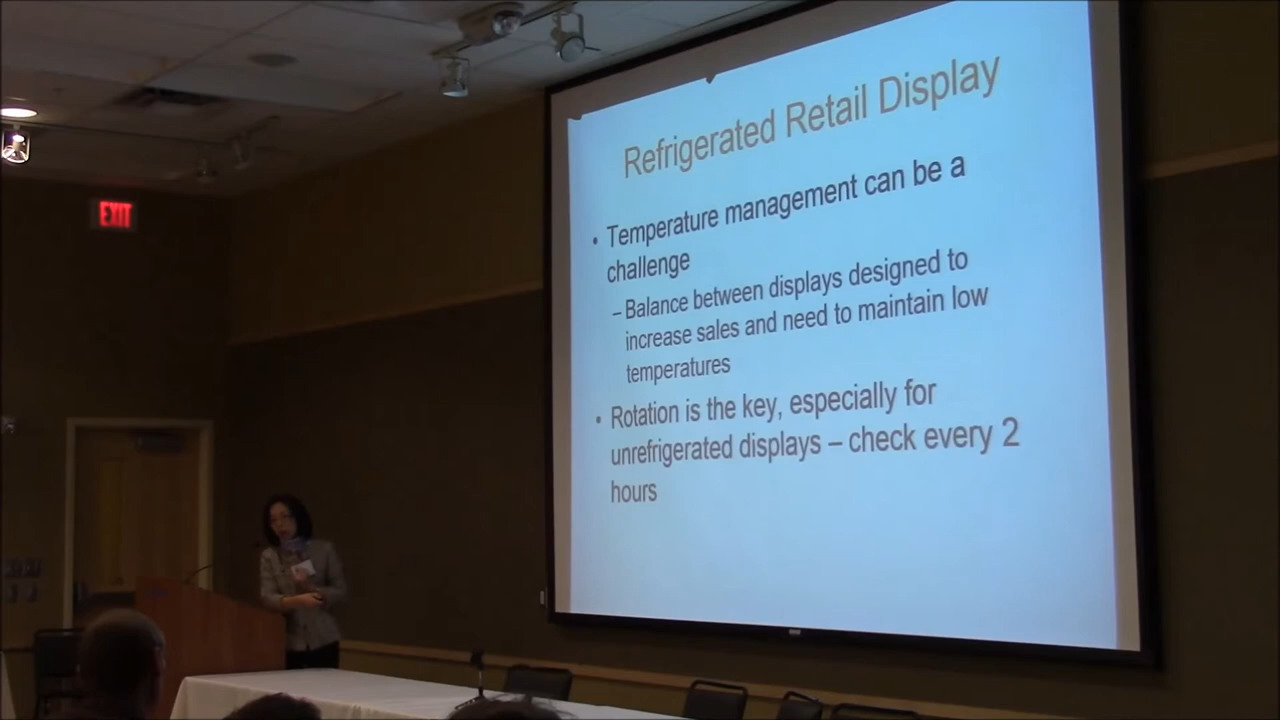 EXIT
Refrigerated Retail Display
• Temperature management can be a
challenge
– Balance between displays designed to
increase sales and need to maintain low
temperatures
• Rotation is the key, especially for
unrefrigerated displays – check every 2
hours